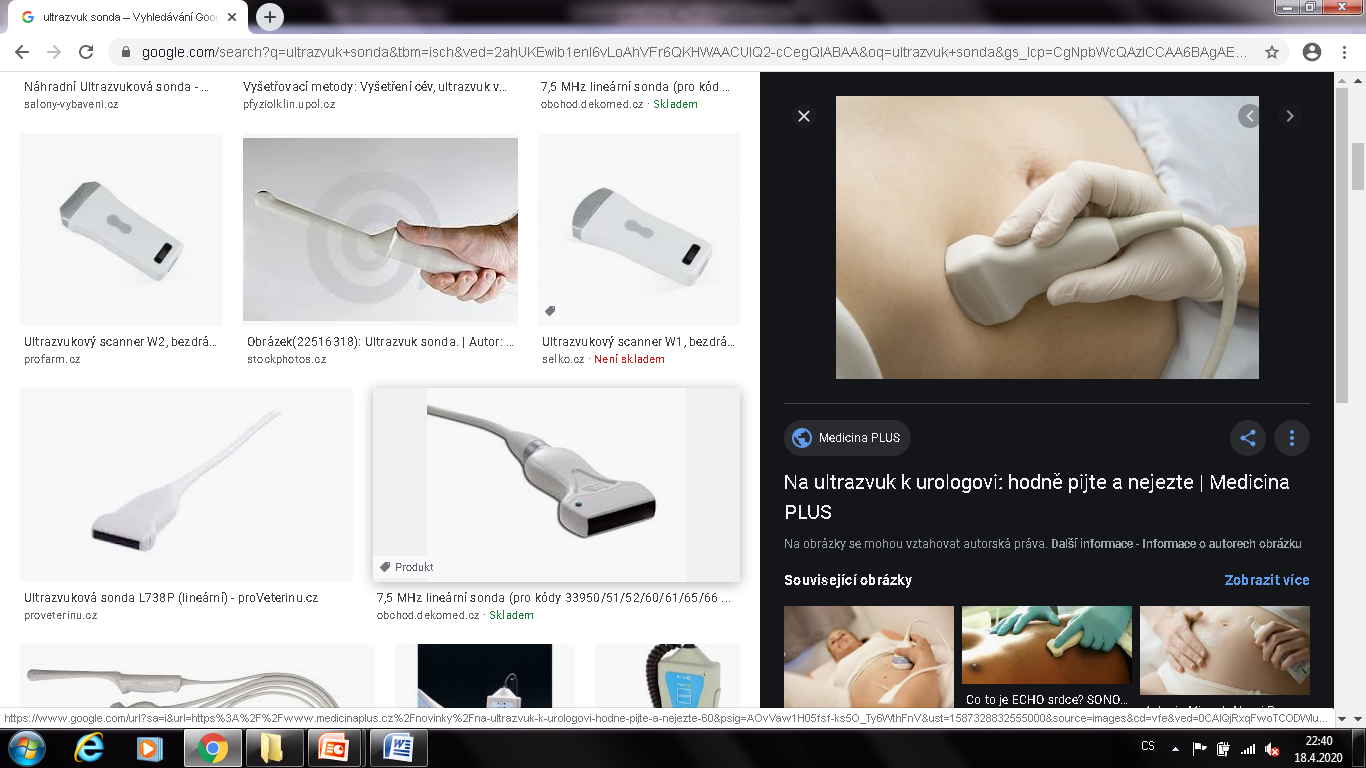 ultrazvuk sonda – Vyhledávání Goo
google.com/search?q=ultrazvuk+sonda&tbm=isch&ved=2ahUKEwib1enl6vLoAhVFr6QKHWAACUIQ2-cCegQIABAA&oq=ultrazvuk+sonda&gs_lcp=CgNpbWcQAzICCAA6BAgAE...
Náhradní Ultrazvuková sonda - ...
salony-vybaveni.cz
Vyšetřovací metody: Vyšetření cév, ultrazvuk v...
pfyziolklin.upol.cz
7,5 MHz lineární sonda (pro kód ...
obchod.dekomed.cz · Skladem
Ultrazvukový scanner W2, bezdrá...
profarm.cz
Obrázek(22516318): Ultrazvuk sonda. | Autor: ...
stockphotos.cz
Ultrazvukový scanner W1, bezdrá...
selko.cz · Není skladem
Produkt
Ultrazvuková sonda L738P (lineární) - proVeterinu.cz
proveterinu.cz
7,5 MHz lineární sonda (pro kódy 33950/51/52/60/61/65/66 ...
obchod.dekomed.cz · Skladem
Medicina PLUS
Na ultrazvuk k urologovi: hodně pijte a nejezte | Medicina
PLUS
Na obrázky se mohou vztahovat autorská práva. Další informace - Informace o autorech obrázku
Související obrázky
Zobrazit více
Co to je ECHO srdce? SONO...
https://www.google.com/url?sa=i&url=https%3A%2F%2Fwww.medicinaplus.cz%2Fnovinky%2Fna-ultrazvuk-k-urologovi-hodne-pijte-a-nejezte-60&psig=AOvVaw1H05fsf-ks5O_Ty6WthFnV&ust=1587328832555000&source=images&cd=vfe&ved=0CAIQjRxqFwoTCODWlu...
CS
22:40
18.4.2020